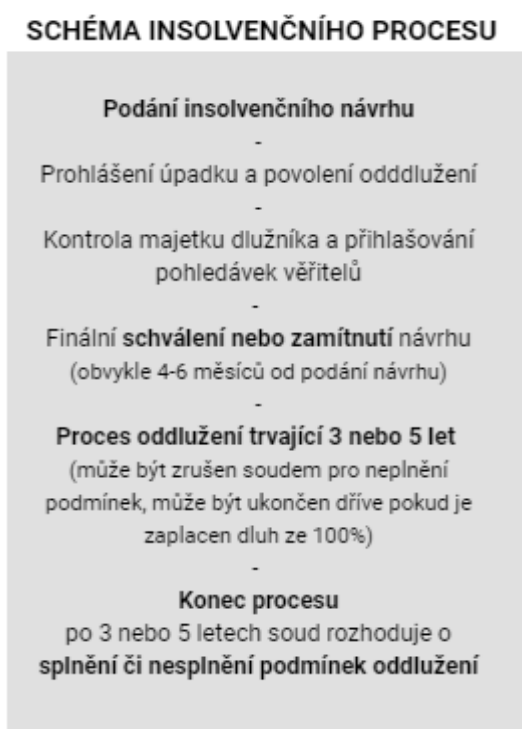 SCHÉMA INSOLVENČNÍHO PROCESU
Podání insolvenčního návrhu
-
Prohlášení úpadku a povolení odddlužení
-
Kontrola majetku dlužníka a přihlašování
pohledávek věřitelů
-
Finální schválení nebo zamítnutí návrhu
(obvykle 4-6 měsíců od podání návrhu)
-
Proces oddlužení trvající 3 nebo 5 let
(může být zrušen soudem pro neplnění
podmínek, může být ukončen dříve pokud je
zaplacen dluh ze 100%)
-
Konec procesu
po 3 nebo 5 letech soud rozhoduje o
splnění či nesplnění podmínek oddlužení